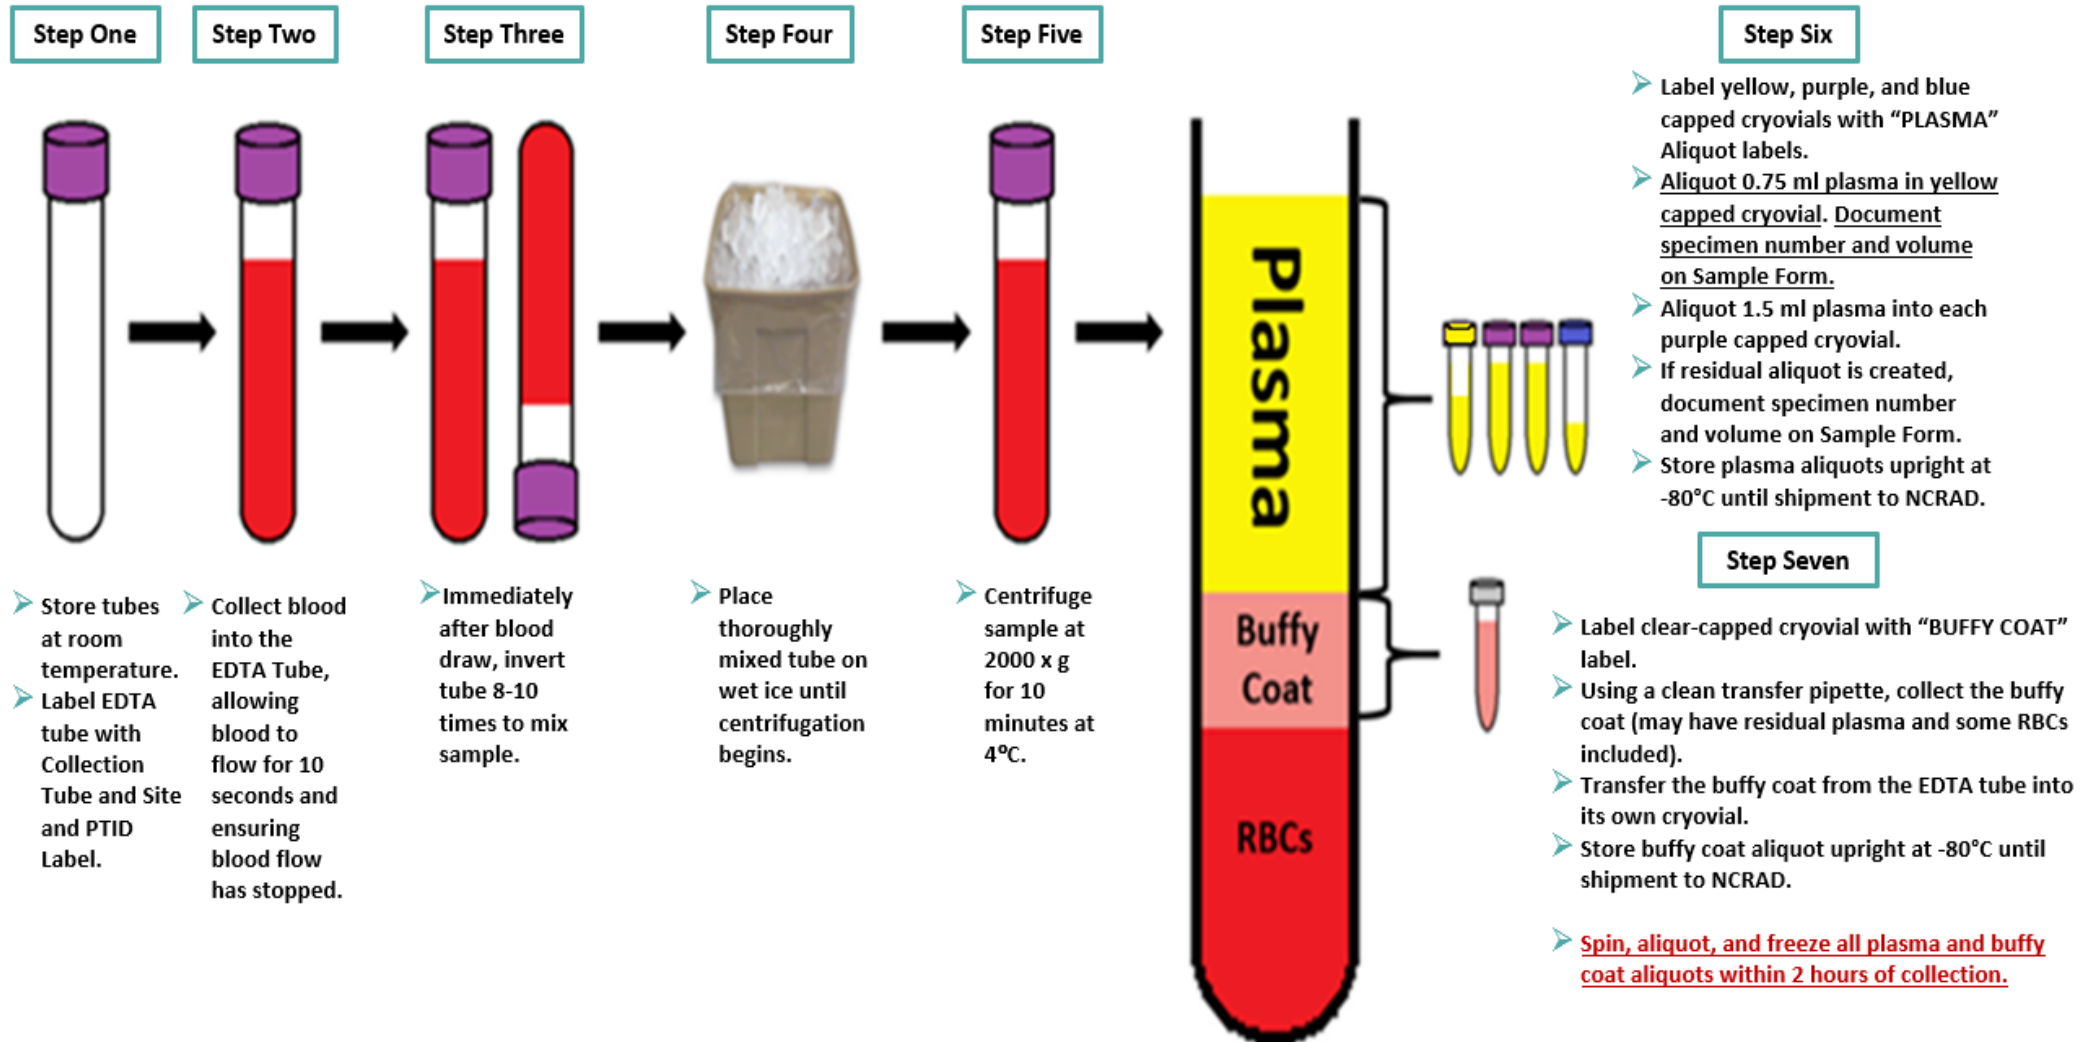 Step One
Store tubes
at room
temperature.
Label EDTA
tube with
Collection
Tube and Site
and PTID
Label.
Step Two
Collect blood
into the
EDTA Tube,
allowing
blood to
flow for 10
seconds and
ensuring
blood flow
has stopped.
Step Three
Immediately
after blood
draw, invert
tube 8-10
times to mix
sample.
Step Four
Place
thoroughly
mixed tube on
wet ice until
centrifugation
begins.
Step Five
Centrifuge
sample at
2000 x g
for 10
minutes at
4°C.
Plasma
Buffy
Coat
RBCs
Step Six
Label yellow, purple, and blue
capped cryovials with “PLASMA”
Aliquot labels.
Aliquot 0.75 ml plasma in yellow
capped cryovial. Document
specimen number and volume
on Sample Form.
Aliquot 1.5 ml plasma into each
purple capped cryovial.
If residual aliquot is created,
document specimen number
and volume on Sample Form.
Store plasma aliquots upright at
-80°C until shipment to NCRAD.
Step Seven
Label clear-capped cryovial with “BUFFY COAT”
label.
Using a clean transfer pipette, collect the buffy
coat (may have residual plasma and some RBCs
included).
Transfer the buffy coat from the EDTA tube into
its own cryovial.
Store buffy coat aliquot upright at -80°C until
shipment to NCRAD.
Spin, aliquot, and freeze all plasma and buffy
coat aliquots within 2 hours of collection.